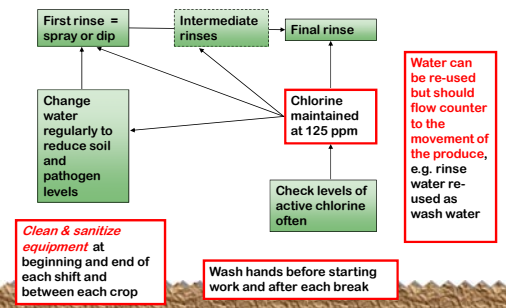 First rinse =
spray or dip
Intermediate
rinses
Final rinse
Change
water
regularly to
reduce soil
and
pathogen
levels
Chlorine
maintained
at 125 ppm
Check levels of
active chlorine
often
Water can
be re-used
but should
flow counter
to the
movement of
the produce,
e.g. rinse
water re-
used as
wash water
Clean & sanitize
equipment at
beginning and end of
each shift and
between each crop
Wash hands before starting
work and after each break